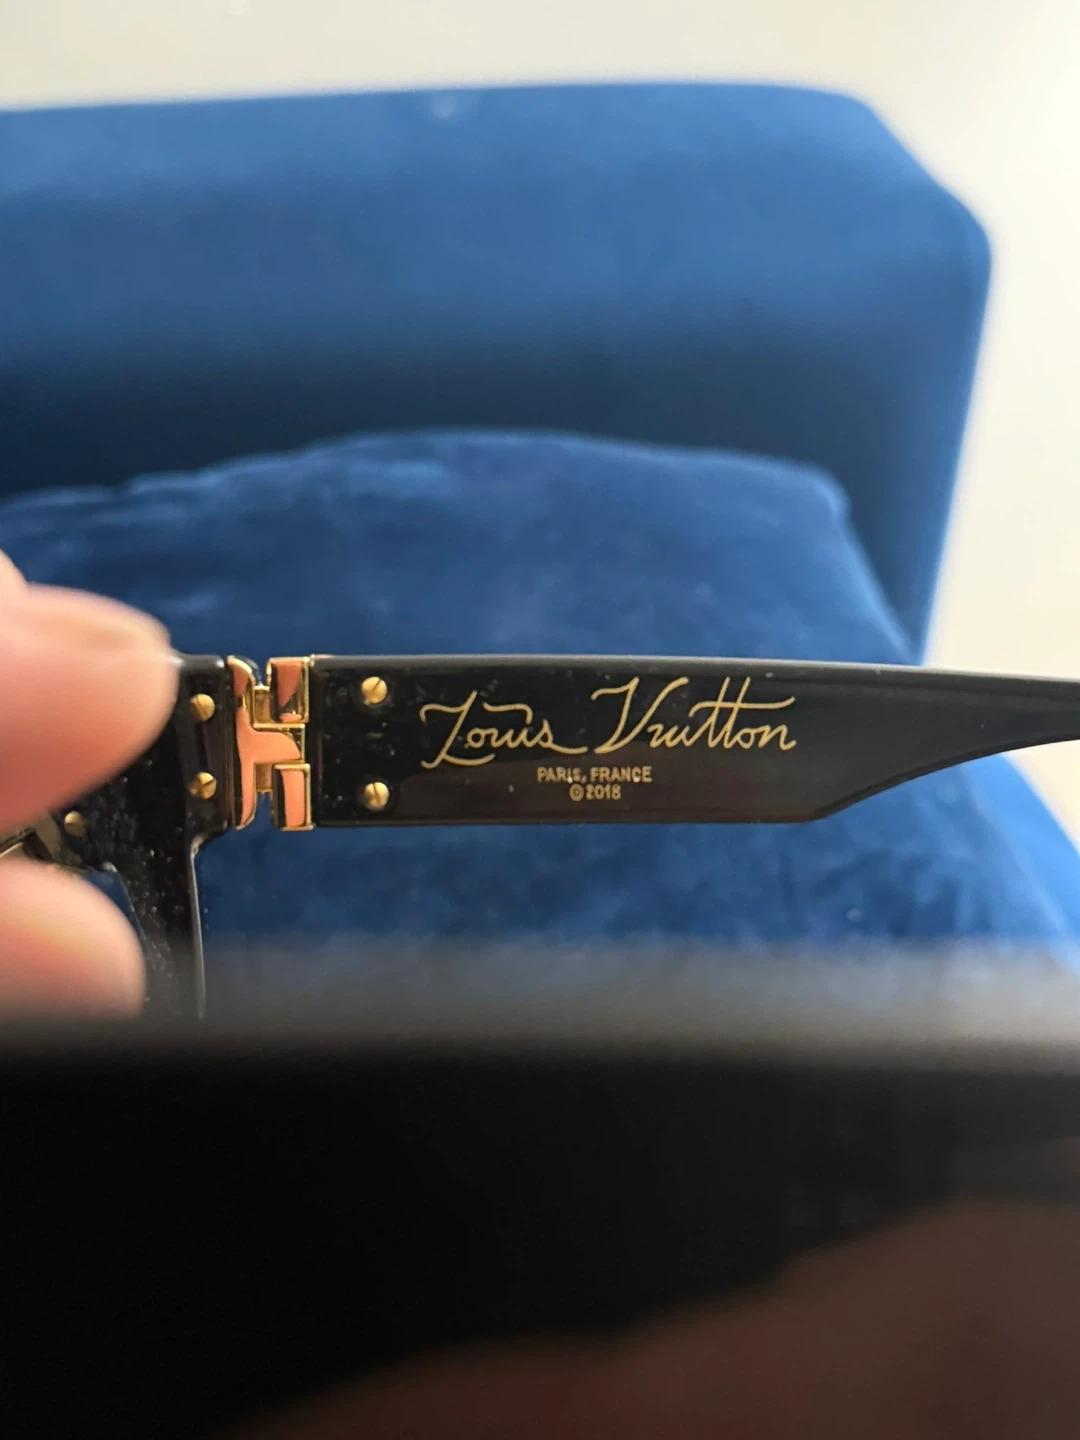 Louis Vuitton
PARIS, FRANCE
©2018